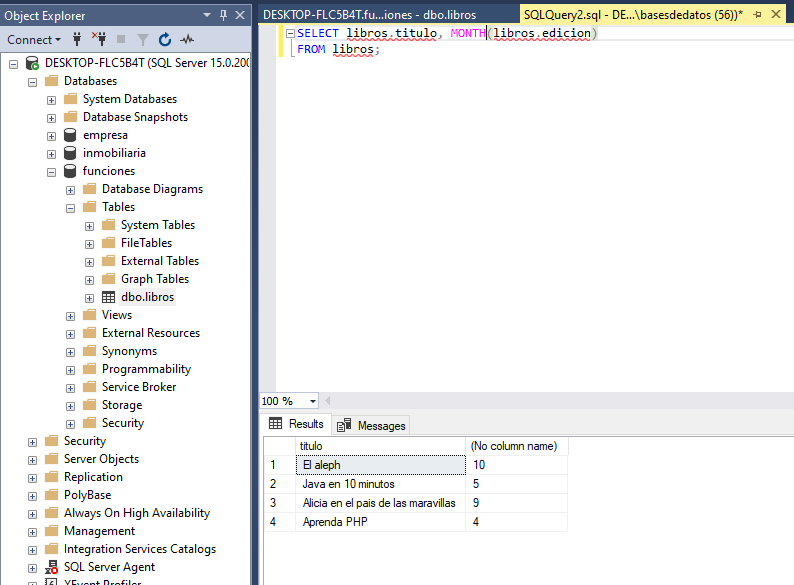 Object Explorer
Connect
DESKTOP-FLC5B4T (SQL Server 15.0.200
Databases
System Databases
Database Snapshots
empresa
inmobiliaria
funciones
Database Diagrams
Tables
System Tables
FileTables
External Tables
Graph Tables
dbo.libros
Views
External Resources
Synonyms
Programmability
Service Broker
Storage
Security
Security
Server Objects
Replication
PolyBase
Always On High Availability
Management
Integration Services Catalogs
SQL Server Agent
XEvent Profiler
DESKTOP-FLC5B4T.fu...iones - dbo.libros
SQLQuery2.sql - DE...\basesdedatos (56))*
SELECT libros.titulo, MONTH(libros.edicion)
FROM libros;
100 %
Results
Messages
titulo (No column name)
1 El aleph 10
2 Java en 10 minutos 5
3 Alicia en el pais de las maravillas 9
4 Aprenda PHP 4